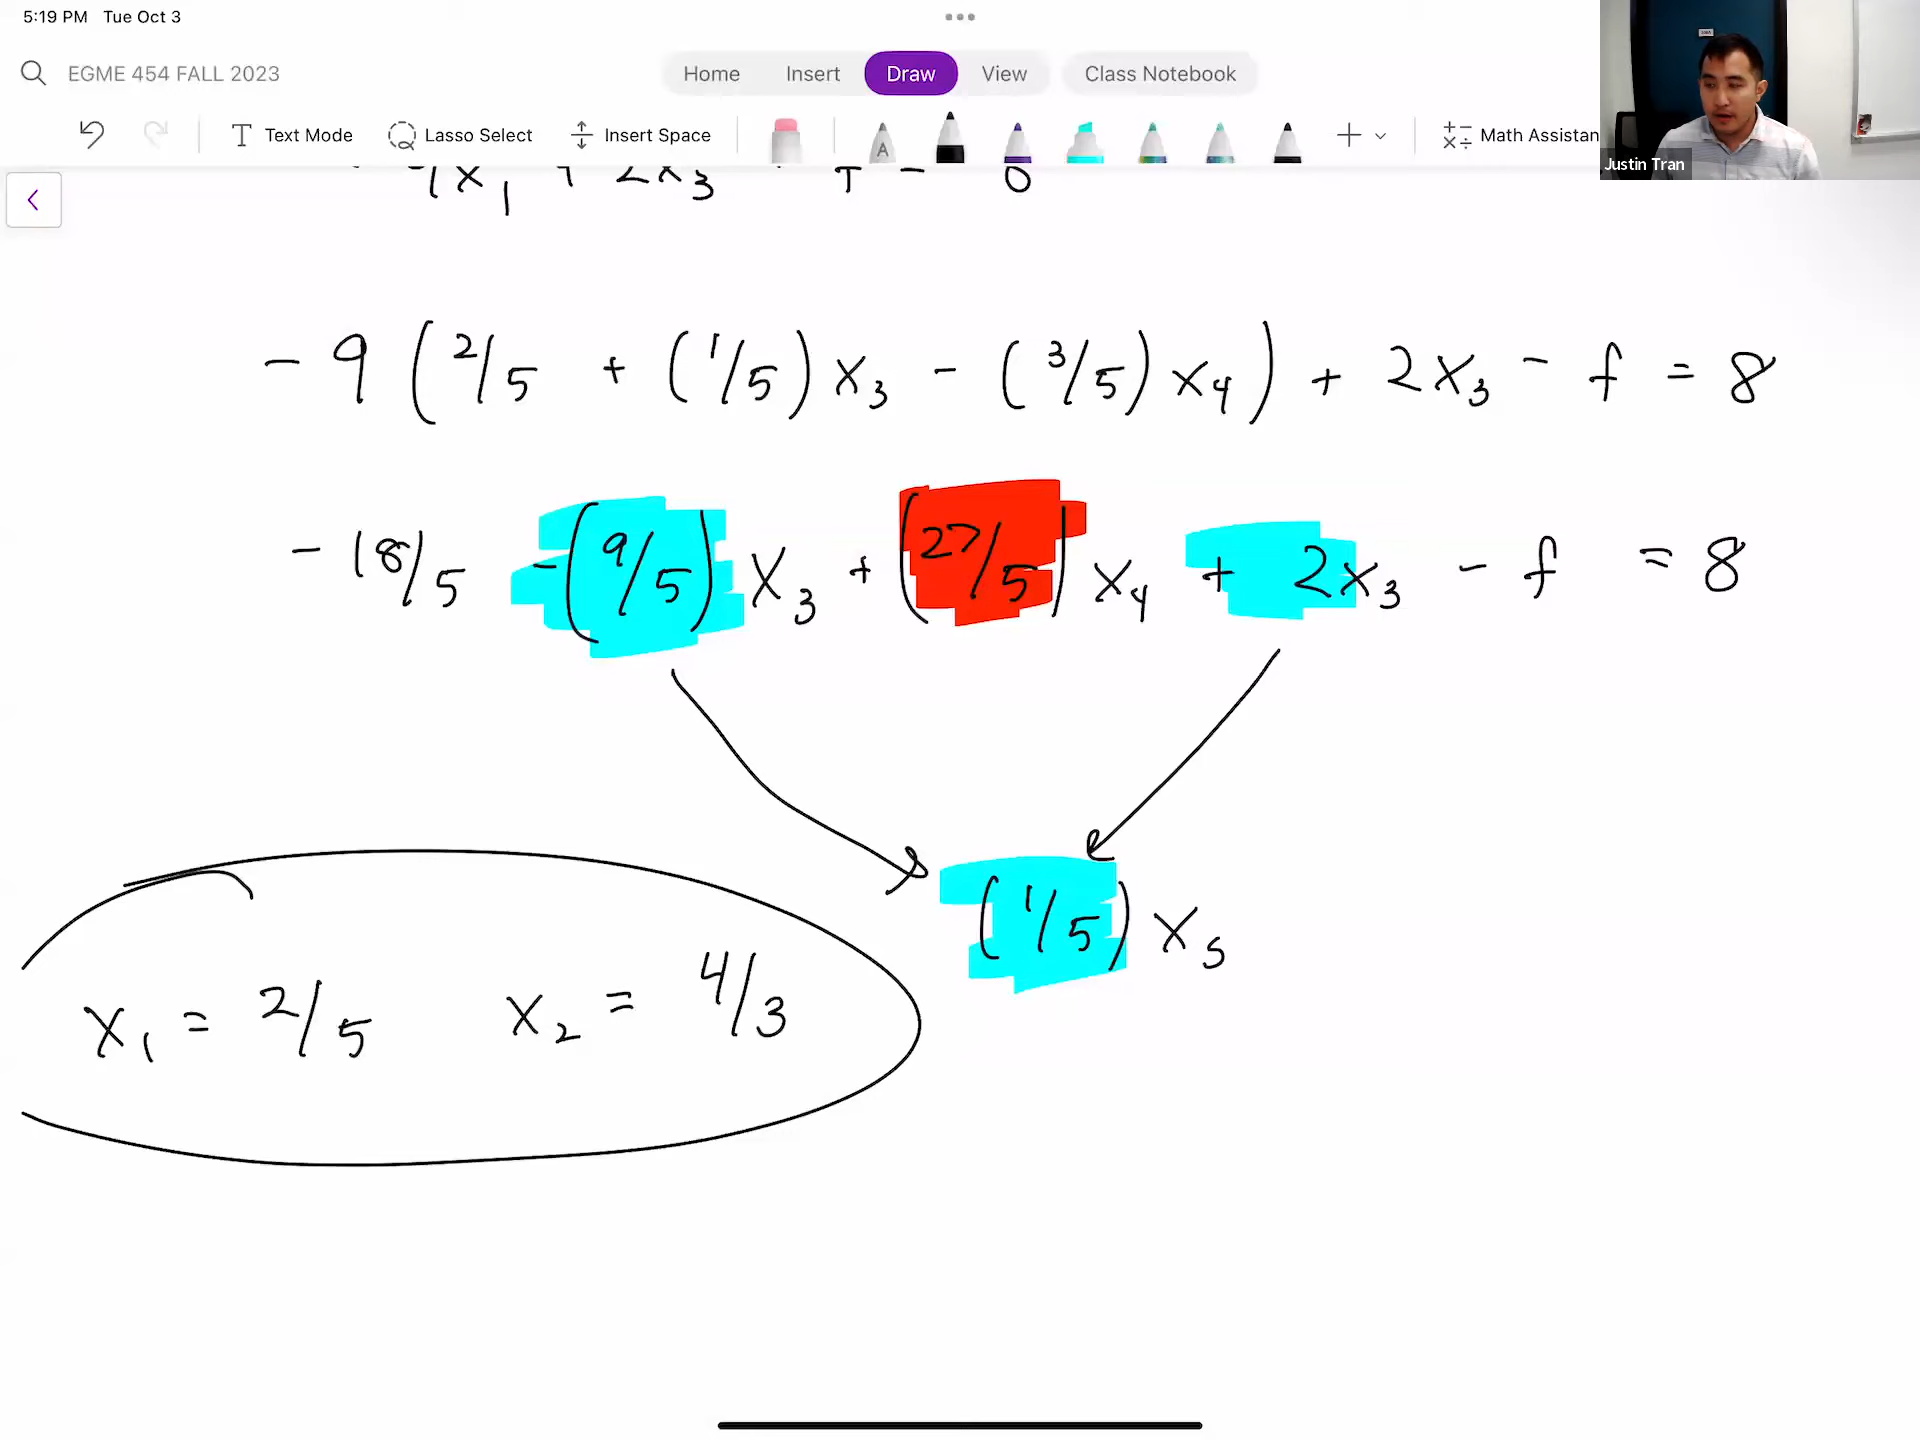 5:19 PM Tue Oct 3
EGME 454 FALL 2023
Home Insert Draw View Class Notebook
Text Mode Lasso Select Insert Space A Math Assistan
Justin Tran
- 9 ( 2/5 + (1/5) x₃ - (3/5) x₄ ) + 2x₃ - f = 8
- 18/5 - (9/5) x₃ + (27/5) x₄ + 2x₃ - f = 8
(1/5) x₅
x₁ = 2/5 x₂ = 4/3